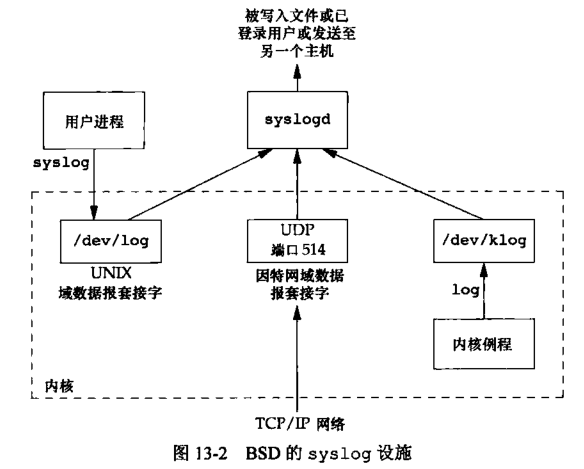 被写入文件或已
登录用户或发送至
另一个主机
用户进程
syslogd
syslog
/dev/log
UDP
端口 514
/dev/klog
UNIX
域数据报套接字
因特网域数据
报套接字
log
内核例程
内核
TCP/IP 网络
图 13-2 BSD 的 syslog 设施